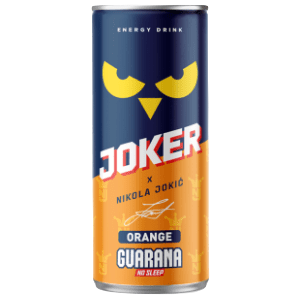 ENERGY DRINK
JOKER
X
NIKOLA JOKIĆ
ORANGE
GUARANA
NO SLEEP